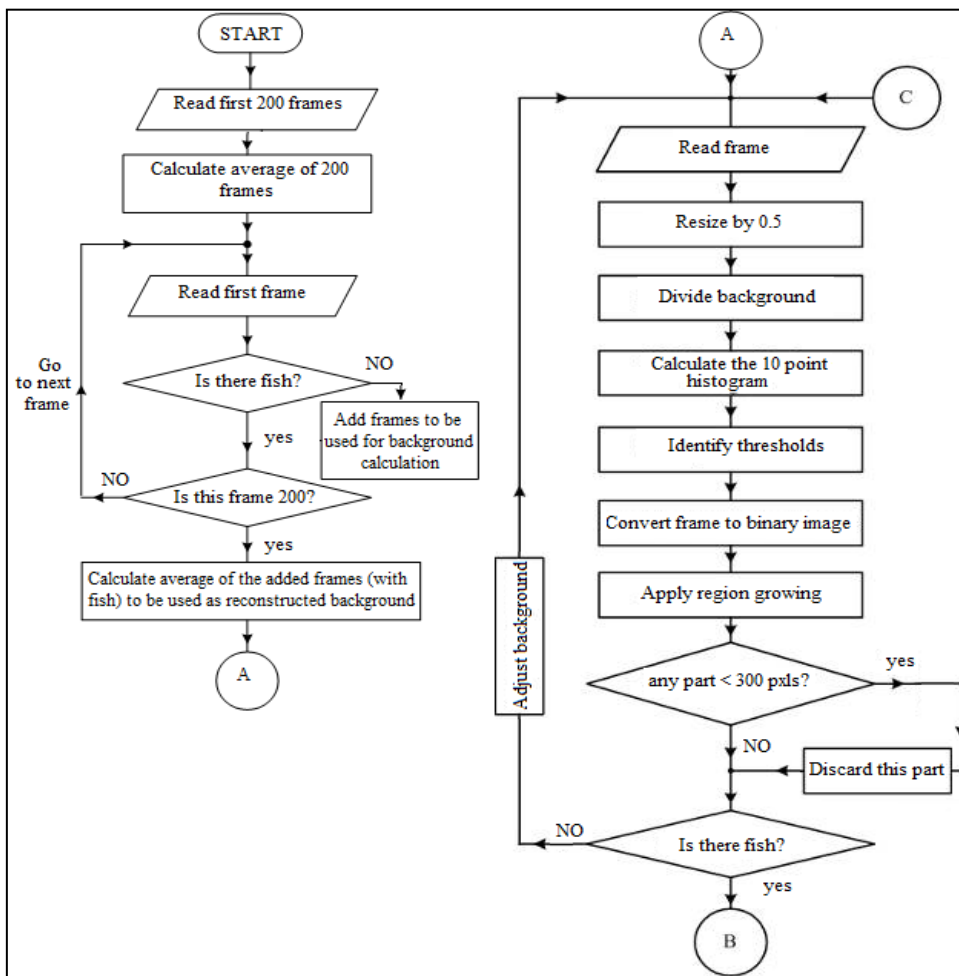 START
Read first 200 frames
Calculate average of 200
frames
Read first frame
Go
to next
frame
Is there fish?
NO
Add frames to be
used for background
calculation
yes
NO
Is this frame 200?
yes
Calculate average of the added frames (with
fish) to be used as reconstructed background
A
A
C
Read frame
Resize by 0.5
Divide background
Calculate the 10 point
histogram
Identify thresholds
Convert frame to binary image
Apply region growing
Adjust background
any part < 300 pxls?
yes
NO
Discard this part
NO
Is there fish?
yes
B